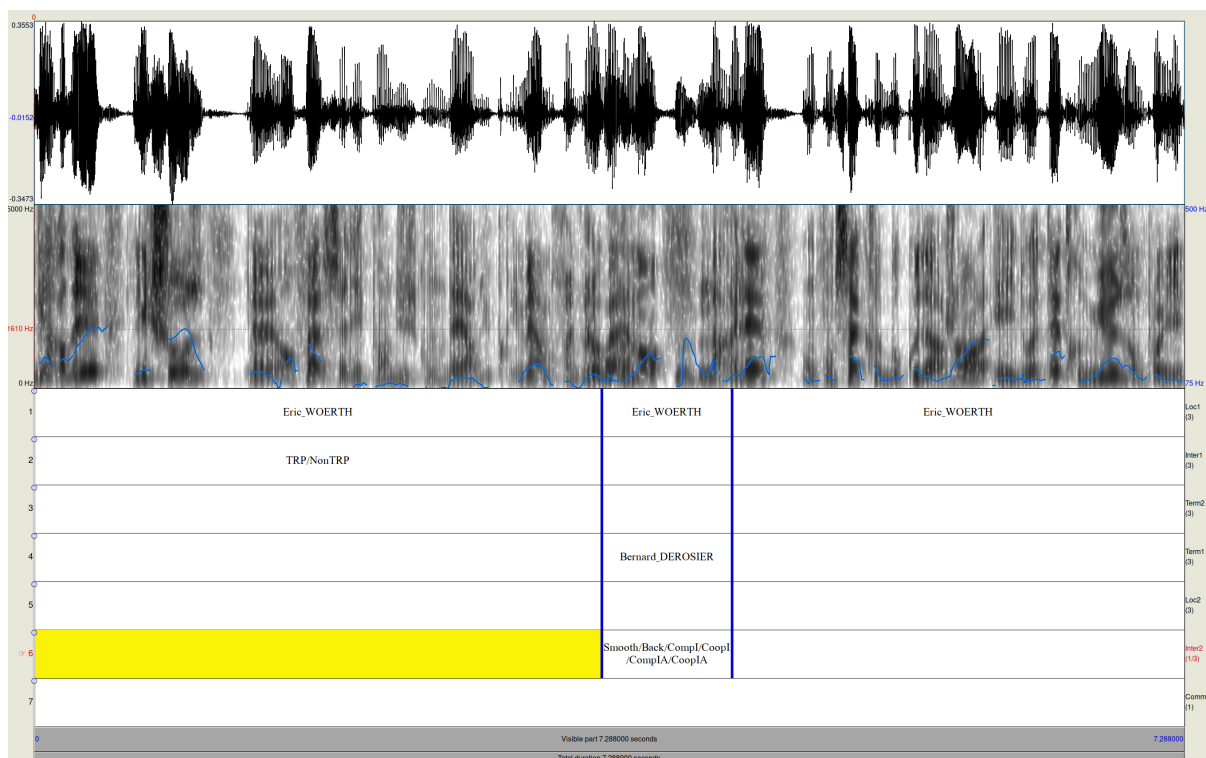 0
0.3553
-0.0152
-0.3473
5000 Hz
500 Hz
1610 Hz
0 Hz
75 Hz
1
Eric_WOERTH
Eric_WOERTH
Eric_WOERTH
Loc1
(3)
2
TRP/NonTRP
Inter1
(3)
3
Term2
(3)
4
Bernard_DEROSIER
Term1
(3)
5
Loc2
(3)
☞ 6
Smooth/Back/CompI/CoopI
/CompIA/CoopIA
Inter2
(1/3)
7
Comm
(1)
0
Visible part 7.288000 seconds
7.288000
Total duration 7.288000 seconds